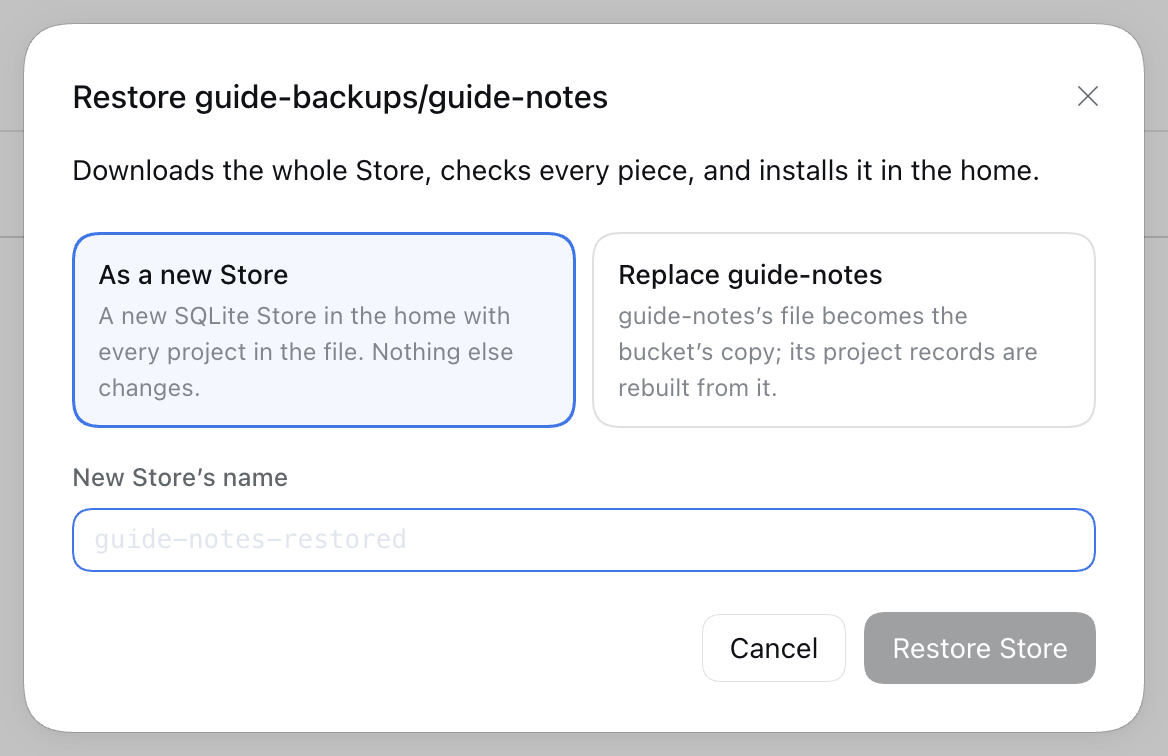 Restore guide-backups/guide-notes
Downloads the whole Store, checks every piece, and installs it in the home.
As a new Store
A new SQLite Store in the home with
every project in the file. Nothing else
changes.
Replace guide-notes
guide-notes’s file becomes the
bucket’s copy; its project records are
rebuilt from it.
New Store’s name
guide-notes-restored
Cancel
Restore Store